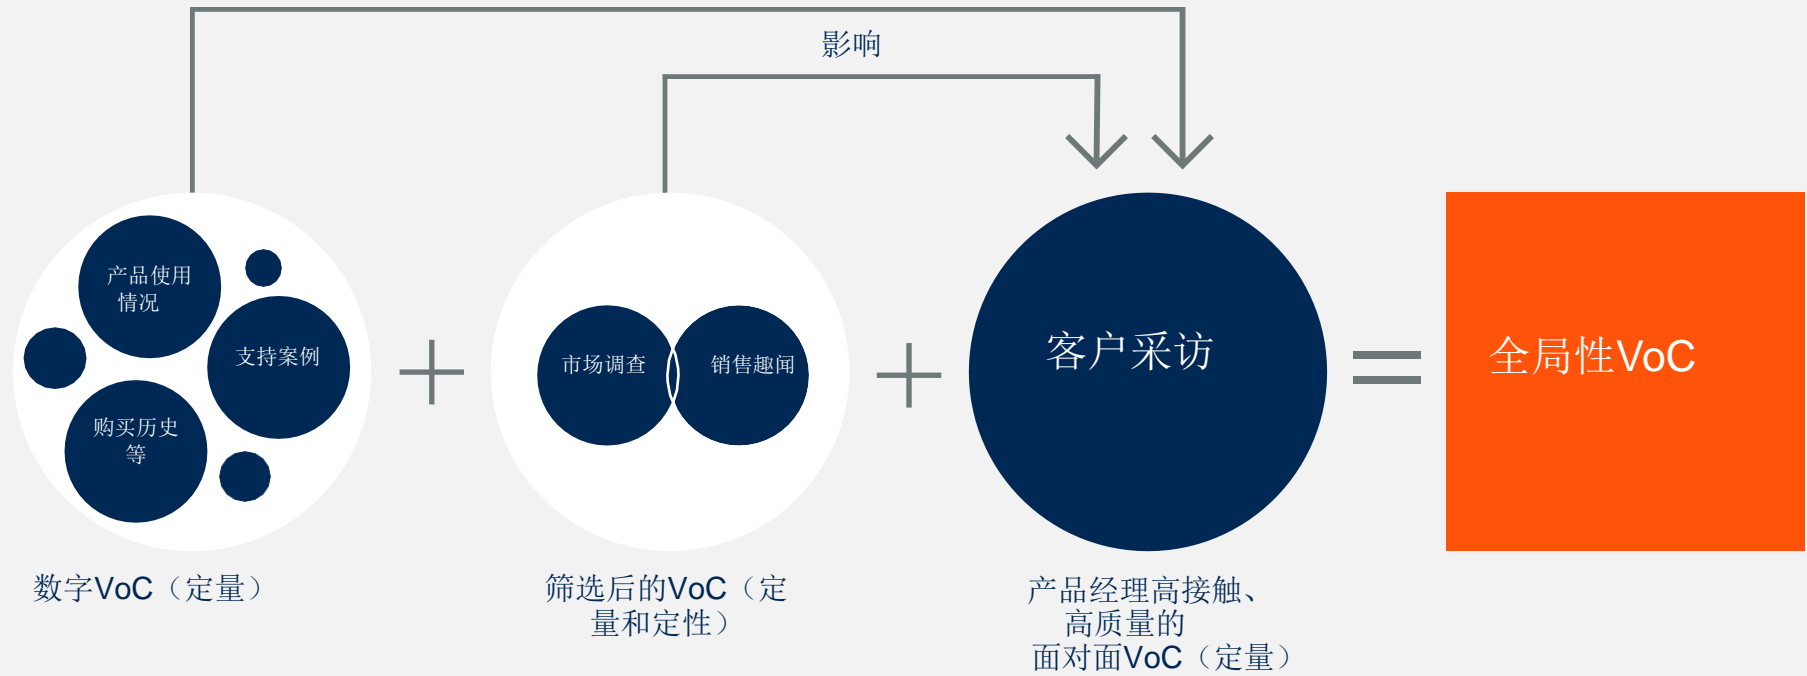 影响
产品使用
情况
支持案例
购买历史
等
市场调查
销售趣闻
客户采访
全局性VoC
数字VoC（定量）
筛选后的VoC（定
量和定性）
产品经理高接触、
高质量的
面对面VoC（定量）